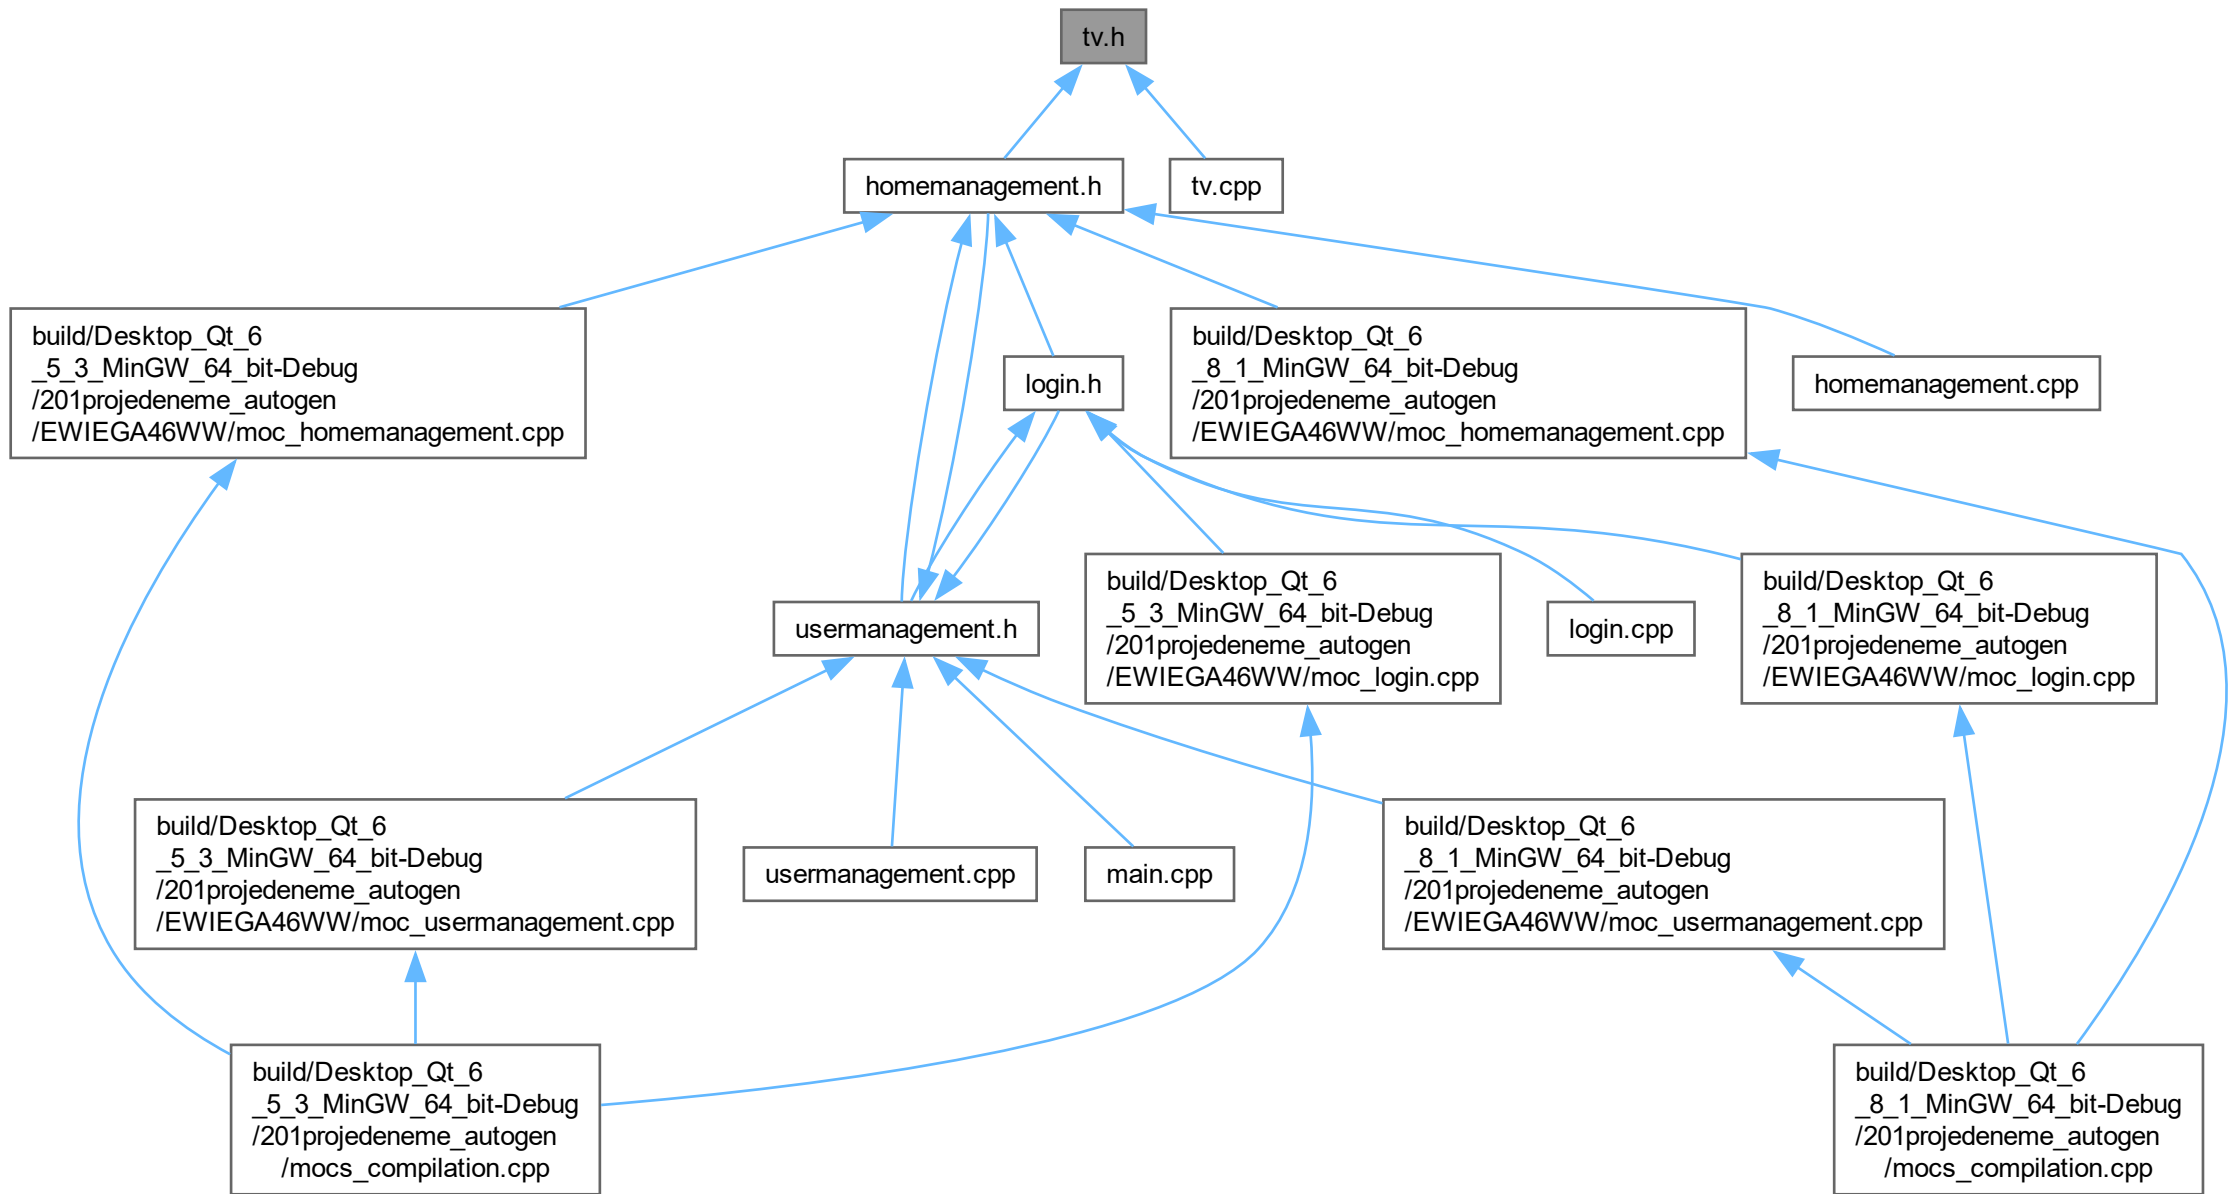 tv.h
homemanagement.h
tv.cpp
build/Desktop_Qt_6
_5_3_MinGW_64_bit-Debug
/201projedeneme_autogen
/EWIEGA46WW/moc_homemanagement.cpp
login.h
build/Desktop_Qt_6
_8_1_MinGW_64_bit-Debug
/201projedeneme_autogen
/EWIEGA46WW/moc_homemanagement.cpp
homemanagement.cpp
usermanagement.h
build/Desktop_Qt_6
_5_3_MinGW_64_bit-Debug
/201projedeneme_autogen
/EWIEGA46WW/moc_login.cpp
login.cpp
build/Desktop_Qt_6
_8_1_MinGW_64_bit-Debug
/201projedeneme_autogen
/EWIEGA46WW/moc_login.cpp
build/Desktop_Qt_6
_5_3_MinGW_64_bit-Debug
/201projedeneme_autogen
/EWIEGA46WW/moc_usermanagement.cpp
usermanagement.cpp
main.cpp
build/Desktop_Qt_6
_8_1_MinGW_64_bit-Debug
/201projedeneme_autogen
/EWIEGA46WW/moc_usermanagement.cpp
build/Desktop_Qt_6
_5_3_MinGW_64_bit-Debug
/201projedeneme_autogen
/mocs_compilation.cpp
build/Desktop_Qt_6
_8_1_MinGW_64_bit-Debug
/201projedeneme_autogen
/mocs_compilation.cpp